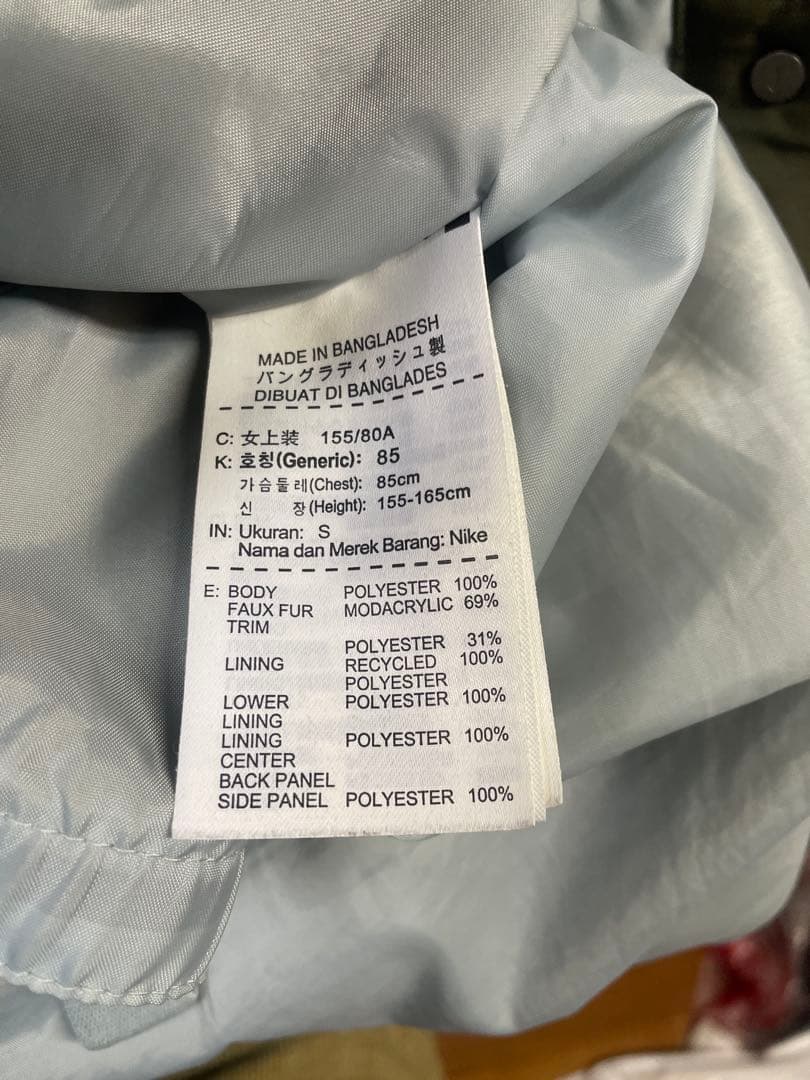 MADE IN BANGLADESH
バングラディッシュ製
DIBUAT DI BANGLADES
C: 女上装 155/80A
K: 호칭(Generic): 85
가슴둘레(Chest): 85cm
신 장(Height): 155-165cm
IN: Ukuran: S
Nama dan Merek Barang: Nike
E: BODY POLYESTER 100%
FAUX FUR MODACRYLIC 69%
TRIM
POLYESTER 31%
LINING RECYCLED 100%
POLYESTER
LOWER POLYESTER 100%
LINING
LINING POLYESTER 100%
CENTER
BACK PANEL
SIDE PANEL POLYESTER 100%